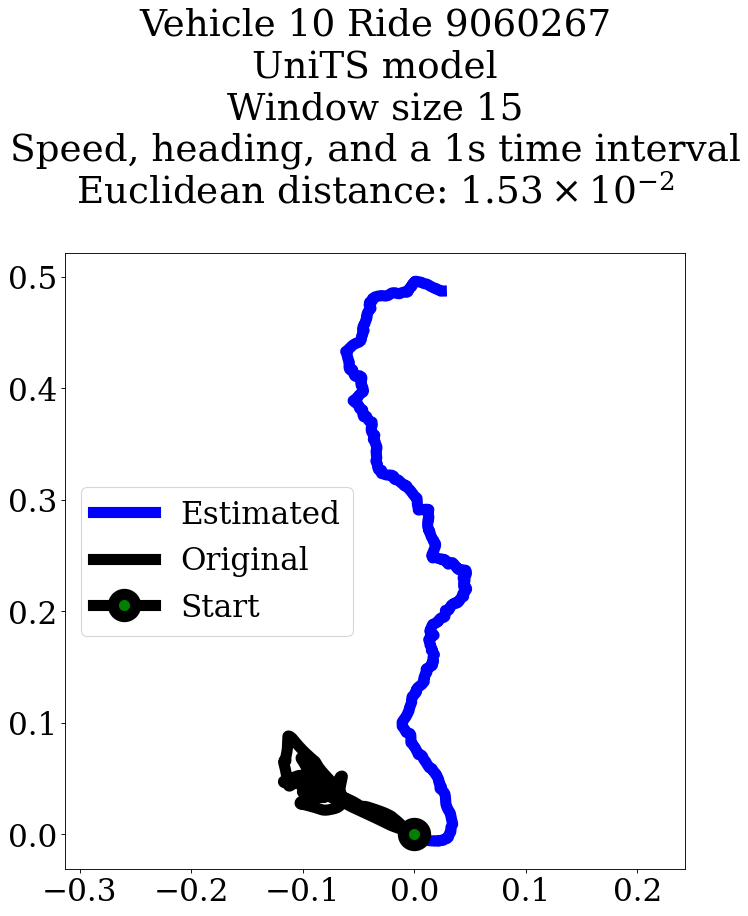 Vehicle 10 Ride 9060267
UniTS model
Window size 15
Speed, heading, and a 1s time interval
Euclidean distance: 1.53 × 10⁻²
0.5
0.4
0.3
0.2
0.1
0.0
Estimated
Original
Start
−0.3 −0.2 −0.1 0.0 0.1 0.2